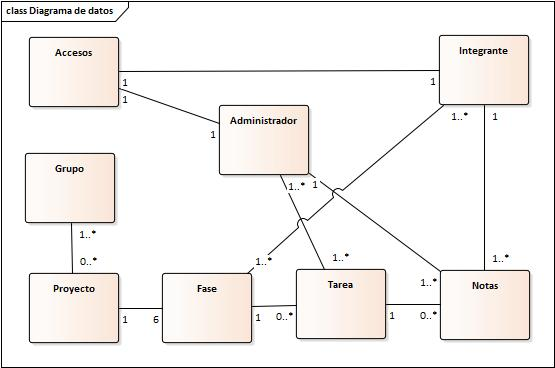 class Diagrama de datos
Accesos
Integrante
1
1
1
1..*
1
Administrador
1
Grupo
1..*
1
1..*
0..*
1..*
1..*
1..*
1..*
Proyecto
Fase
Tarea
Notas
1
6
1
0..*
1
0..*